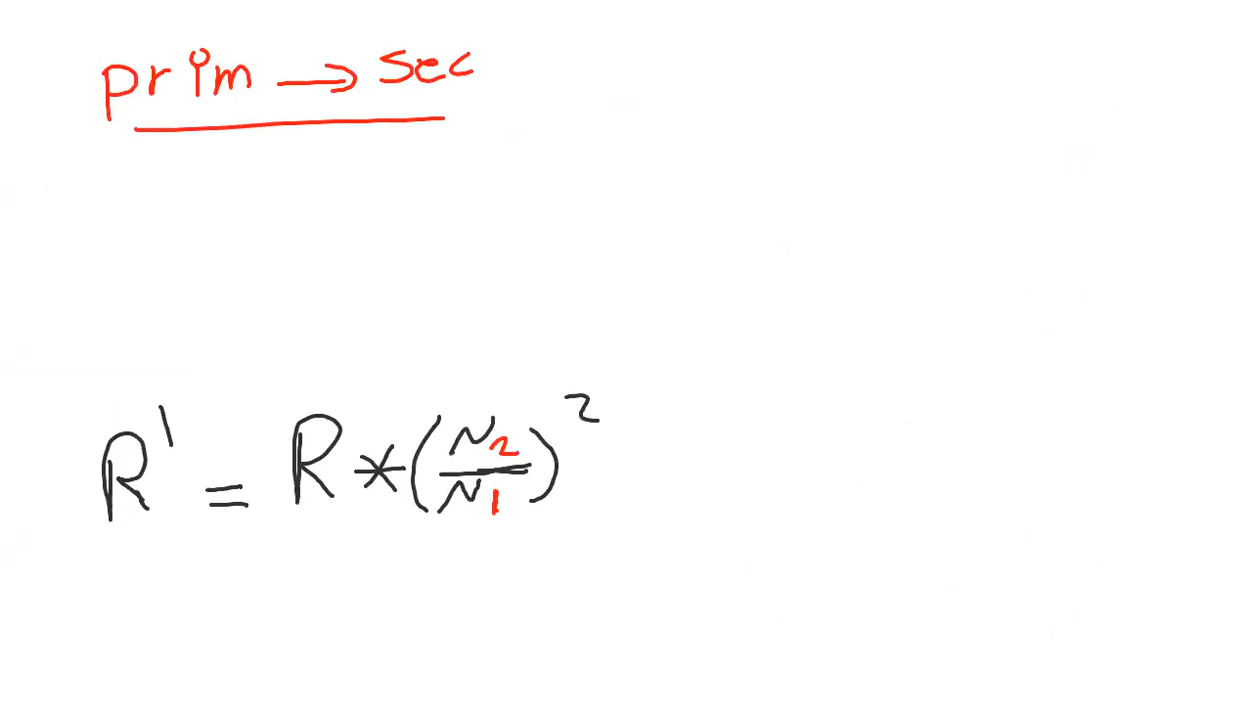 prim → sec
R' = R * (N2/N1)^2